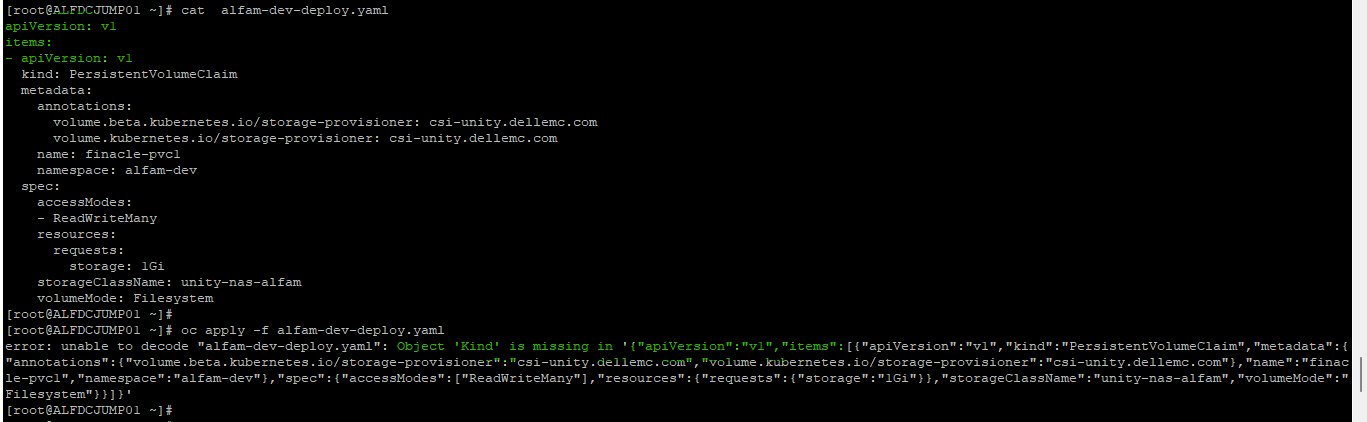 [root@ALFDCJUMP01 ~]# cat  alfam-dev-deploy.yaml
apiVersion: v1
items:
- apiVersion: v1
  kind: PersistentVolumeClaim
  metadata:
    annotations:
      volume.beta.kubernetes.io/storage-provisioner: csi-unity.dellemc.com
      volume.kubernetes.io/storage-provisioner: csi-unity.dellemc.com
    name: finacle-pvc1
    namespace: alfam-dev
  spec:
    accessModes:
    - ReadWriteMany
    resources:
      requests:
        storage: 1Gi
    storageClassName: unity-nas-alfam
    volumeMode: Filesystem
[root@ALFDCJUMP01 ~]#
[root@ALFDCJUMP01 ~]# oc apply -f alfam-dev-deploy.yaml
error: unable to decode "alfam-dev-deploy.yaml": Object 'Kind' is missing in '{"apiVersion":"v1","items":[{"apiVersion":"v1","kind":"PersistentVolumeClaim","metadata":{
"annotations":{"volume.beta.kubernetes.io/storage-provisioner":"csi-unity.dellemc.com","volume.kubernetes.io/storage-provisioner":"csi-unity.dellemc.com"},"name":"finac
le-pvc1","namespace":"alfam-dev"},"spec":{"accessModes":["ReadWriteMany"],"resources":{"requests":{"storage":"1Gi"}},"storageClassName":"unity-nas-alfam","volumeMode":"
Filesystem"}}]}'
[root@ALFDCJUMP01 ~]#